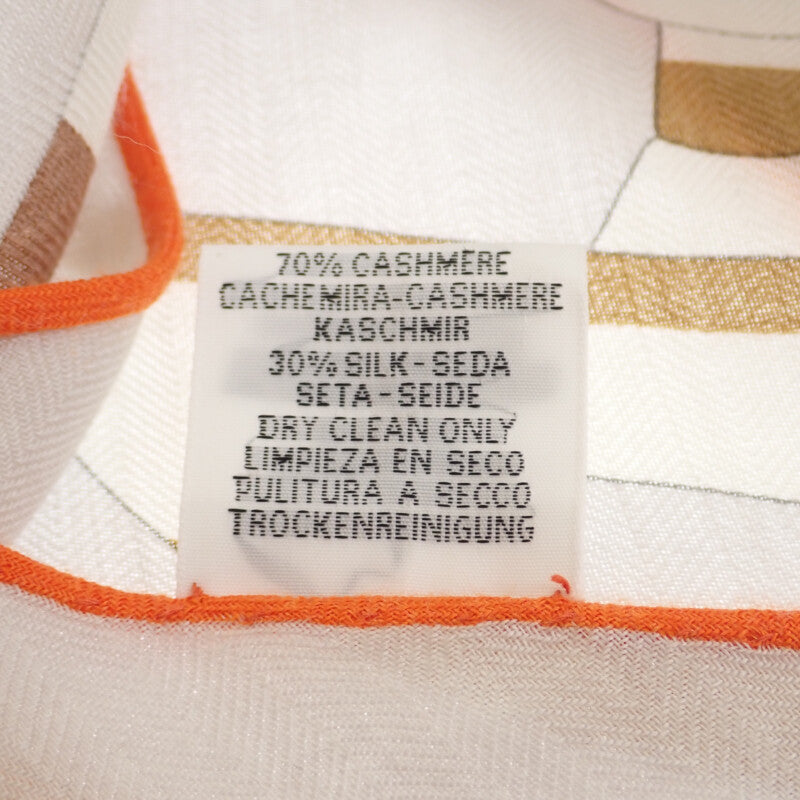 70% CASHMERE
CACHEMIRA-CASHMERE
KASCHMIR
30% SILK-SEDA
SETA-SEIDE
DRY CLEAN ONLY
LIMPIEZA EN SECO
PULITURA A SECCO
TROCKENREINIGUNG